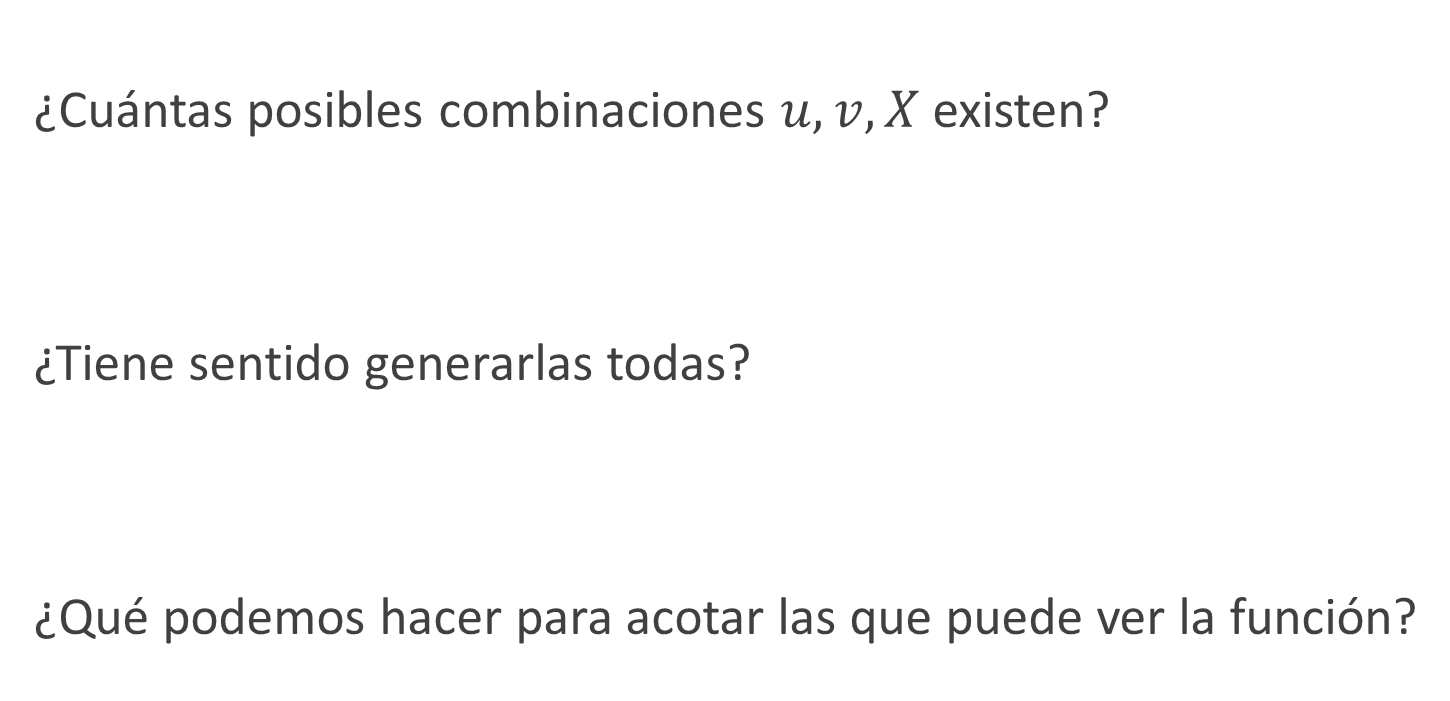 ¿Cuántas posibles combinaciones 𝑢, 𝑣, 𝑋 existen?
¿Tiene sentido generarlas todas?
¿Qué podemos hacer para acotar las que puede ver la función?